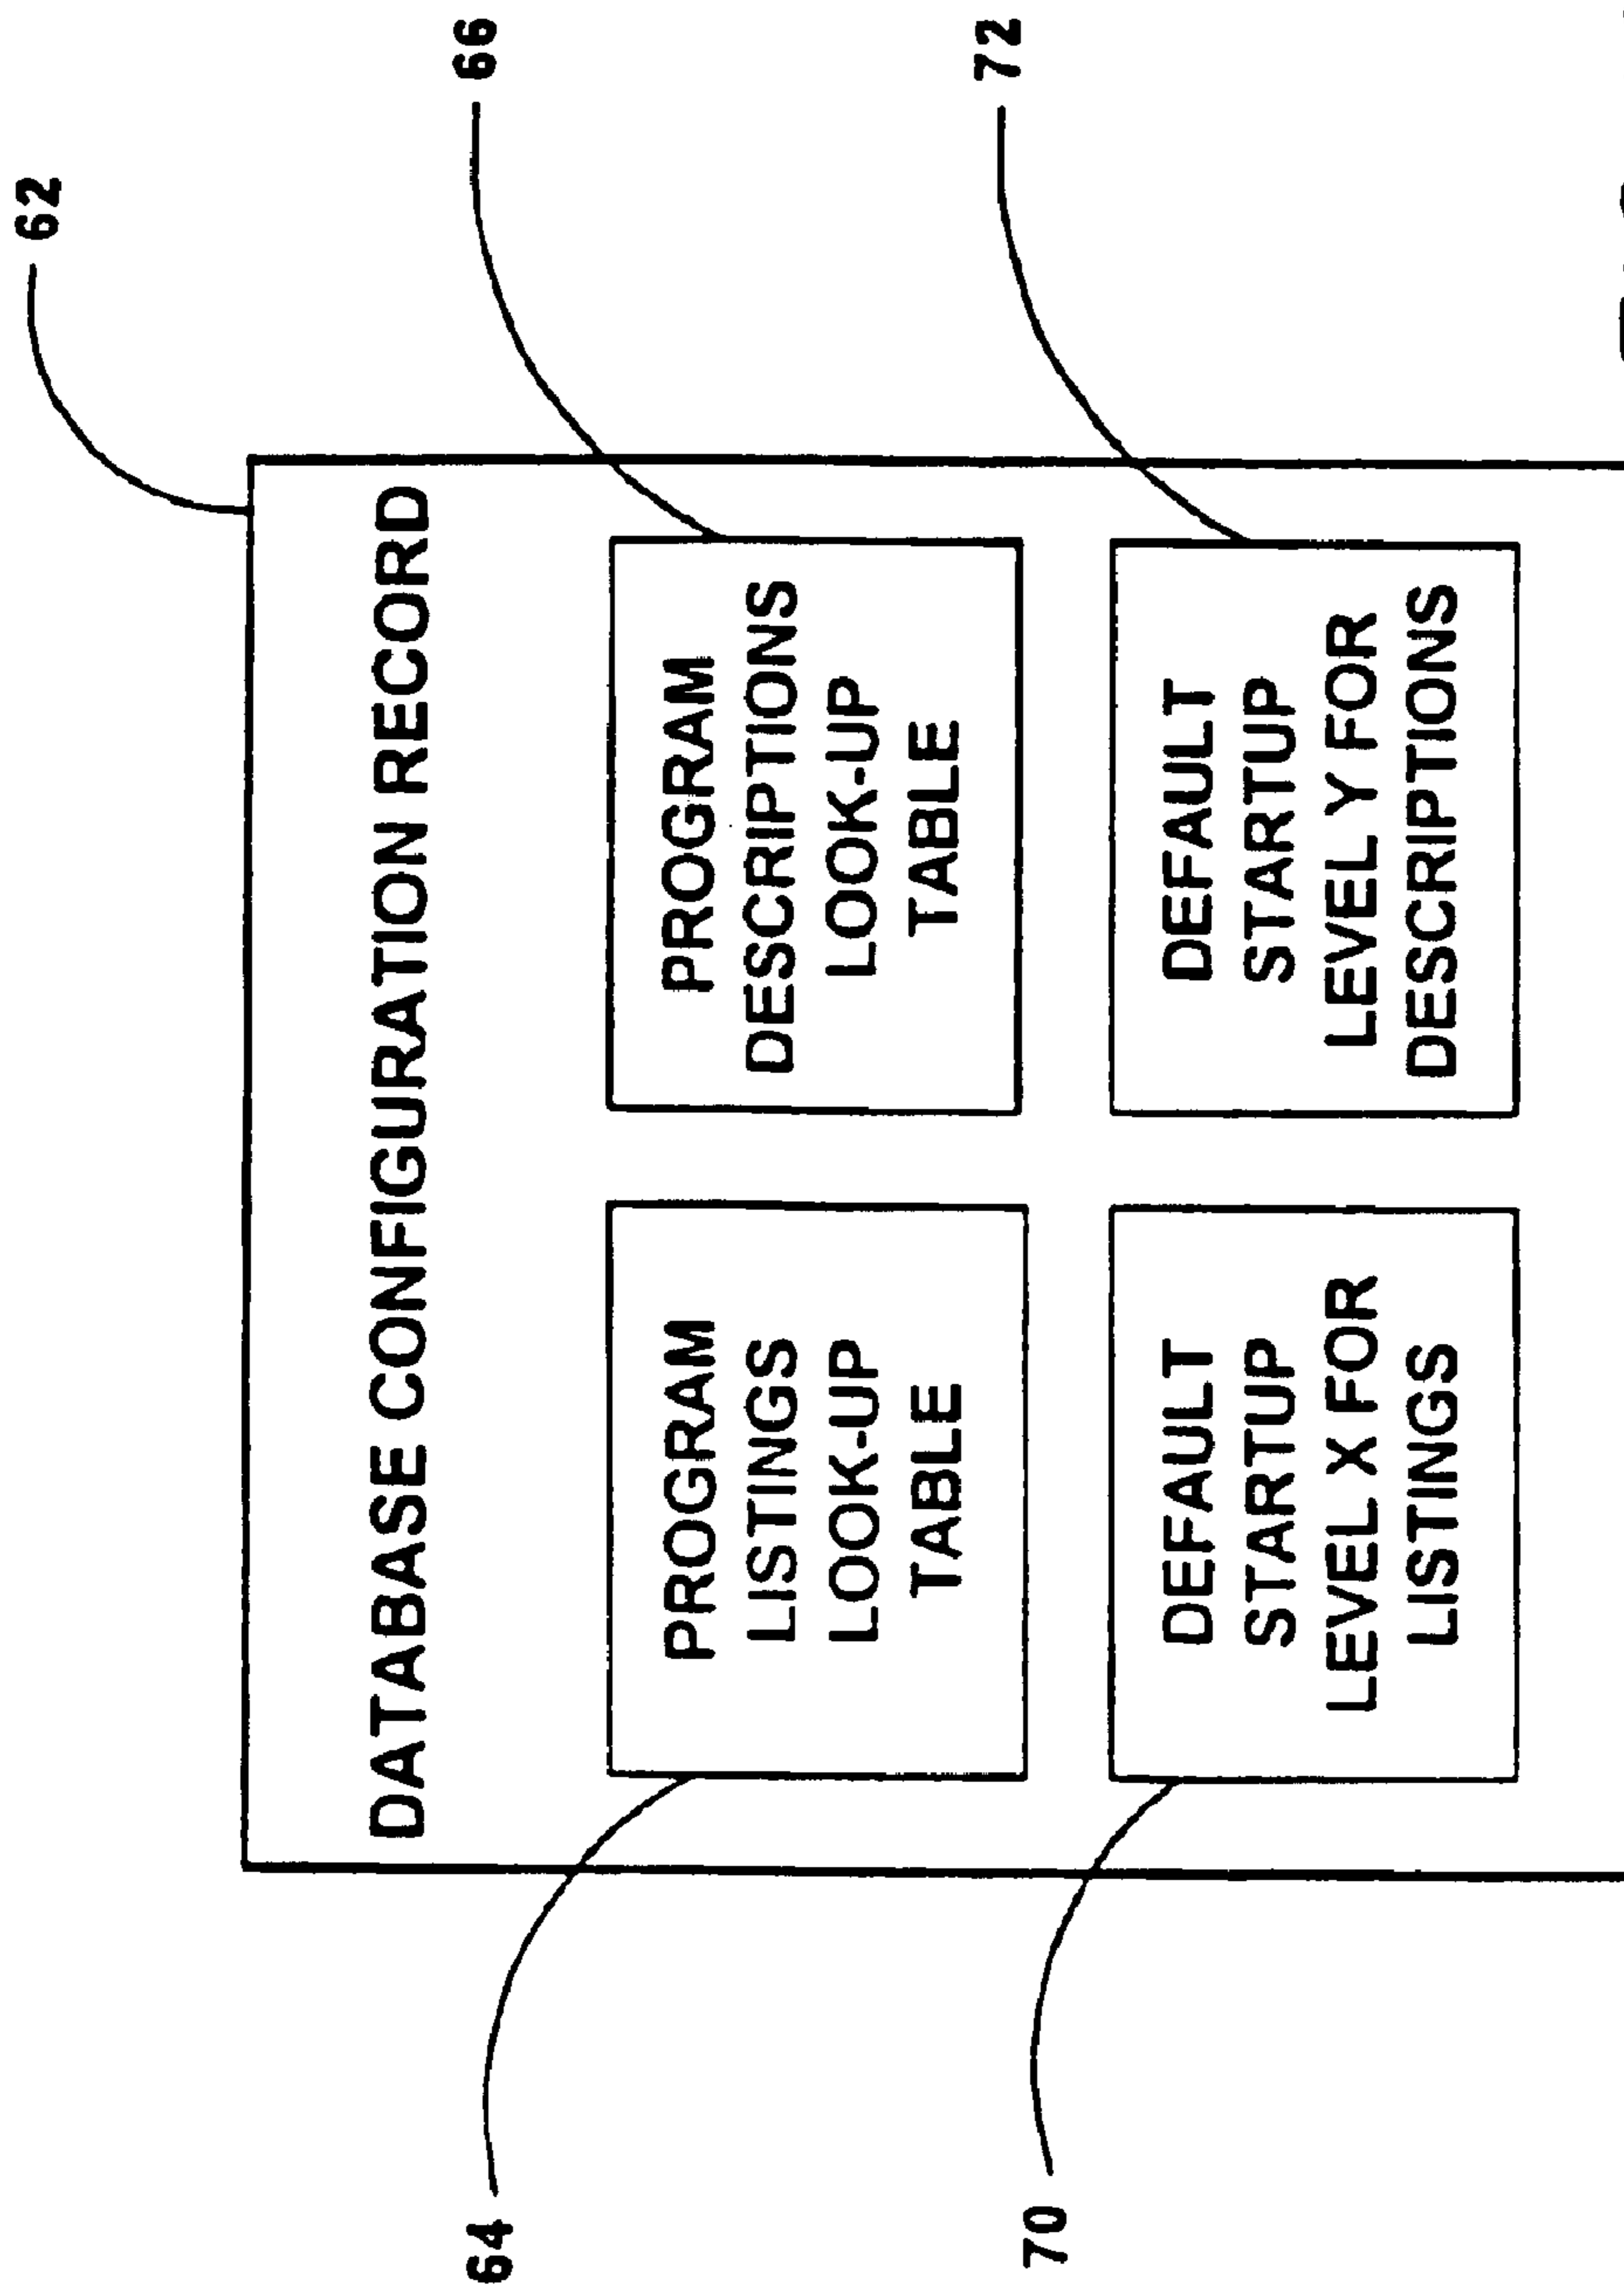 62
DATABASE CONFIGURATION RECORD
64
PROGRAM
LISTINGS
LOOK-UP
TABLE
66
PROGRAM
DESCRIPTIONS
LOOK-UP
TABLE
70
DEFAULT
STARTUP
LEVEL X FOR
LISTINGS
72
DEFAULT
STARTUP
LEVEL Y FOR
DESCRIPTIONS